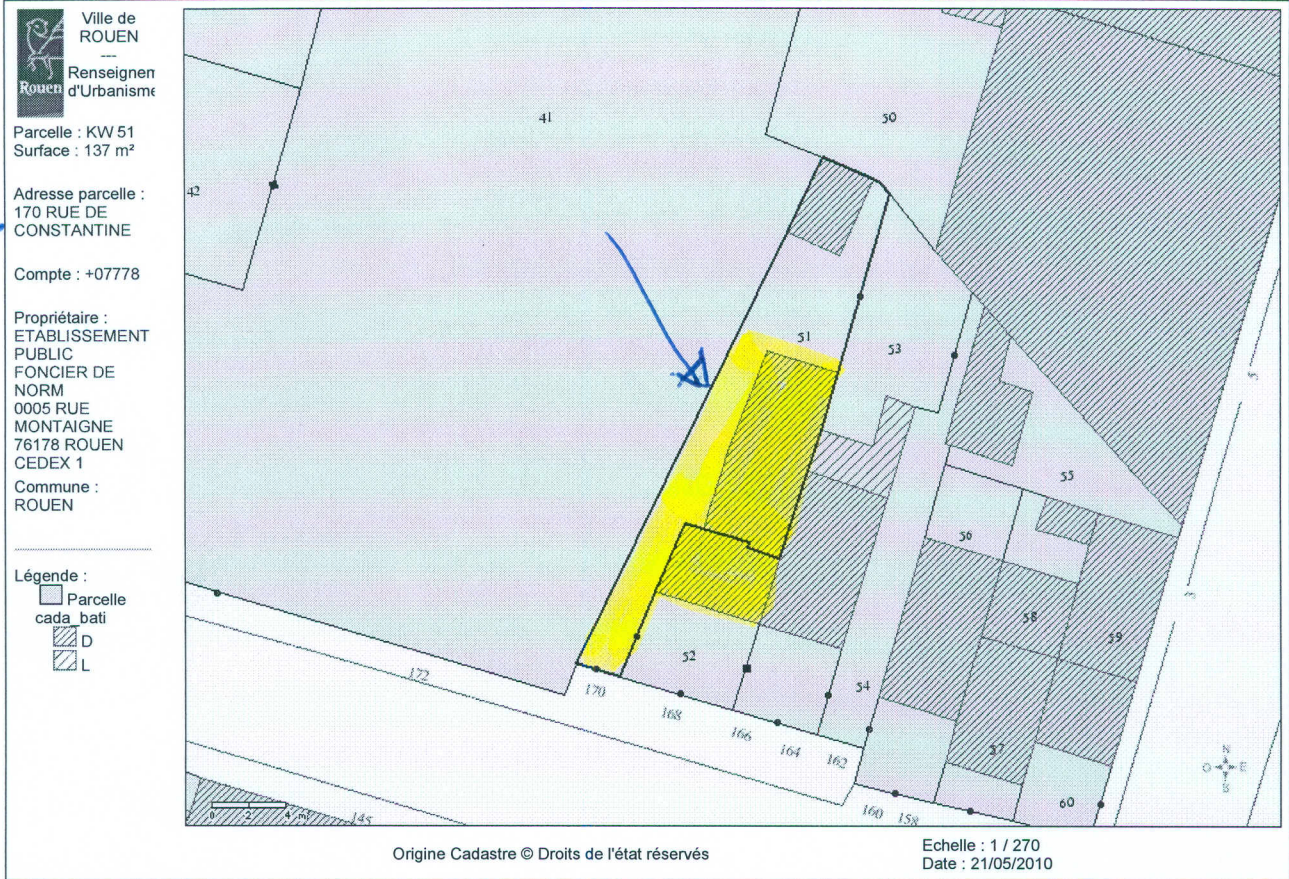 Ville de
ROUEN
---
Rouen
Renseignem
d'Urbanisme
Parcelle : KW 51
Surface : 137 m²
Adresse parcelle :
170 RUE DE
CONSTANTINE
Compte : +07778
Propriétaire :
ETABLISSEMENT
PUBLIC
FONCIER DE
NORM
0005 RUE
MONTAIGNE
76178 ROUEN
CEDEX 1
Commune :
ROUEN
Légende :
Parcelle
cada_bati
D
L
41
50
42
51
53
5
55
56
58
59
3
52
54
57
60
172
170
168
166
164
162
160
158
145
0 2 4 m
N
O E
S
Origine Cadastre © Droits de l'état réservés
Echelle : 1 / 270
Date : 21/05/2010